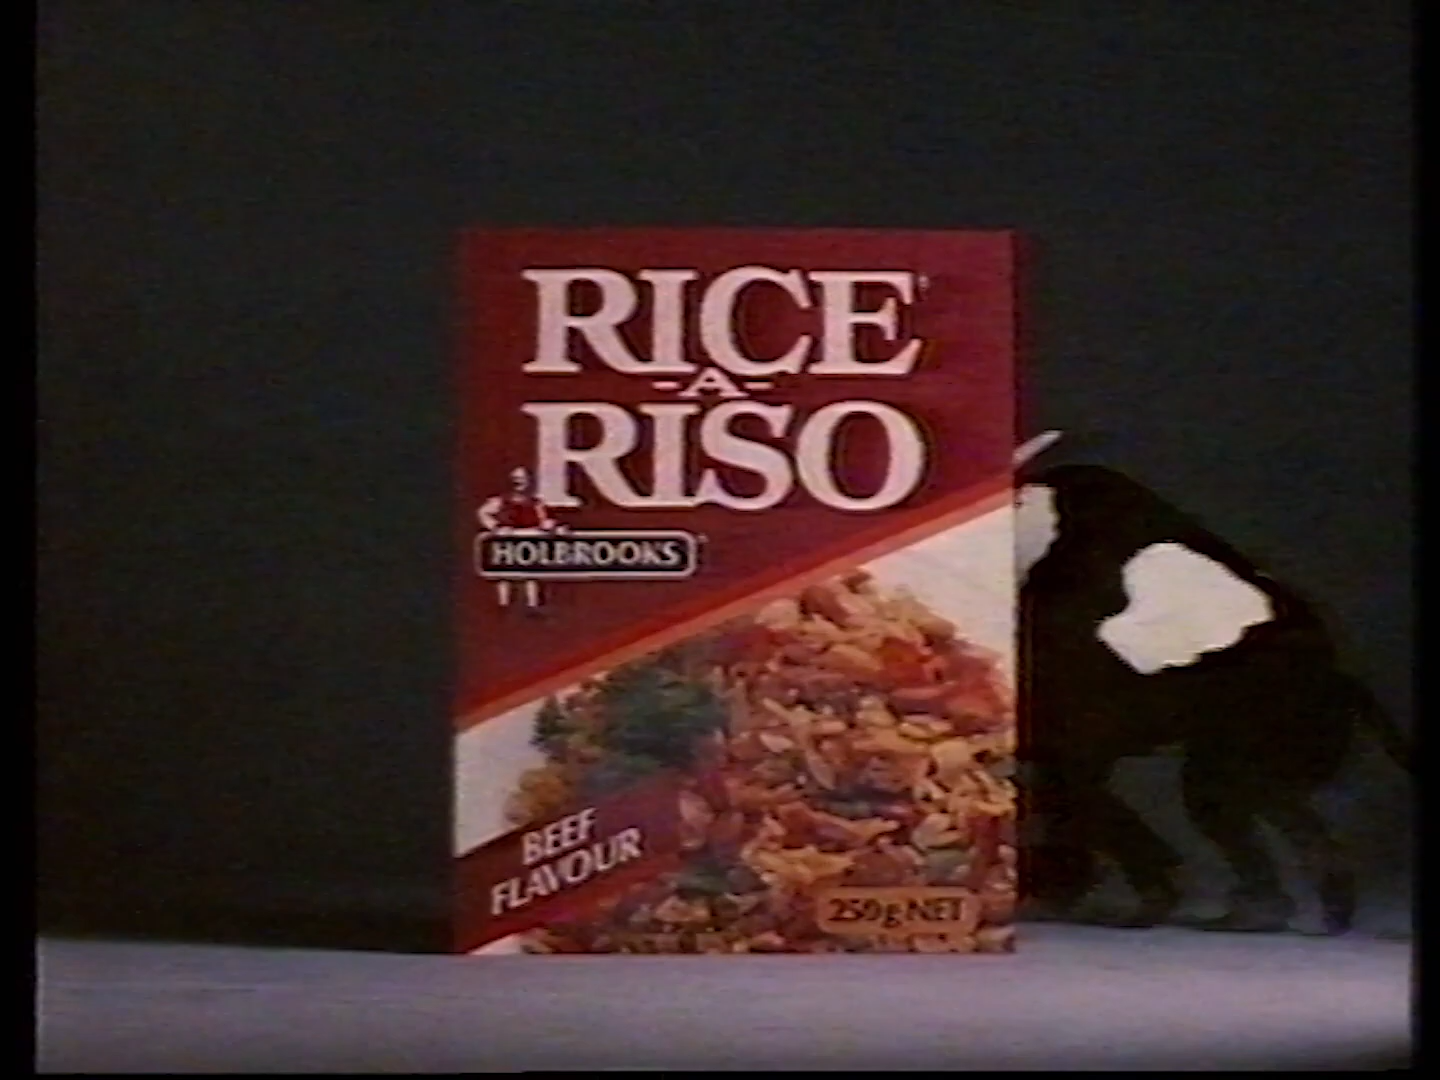 RICE
-A-
RISO
HOLBROOKS
BEEF
FLAVOUR
250g NET